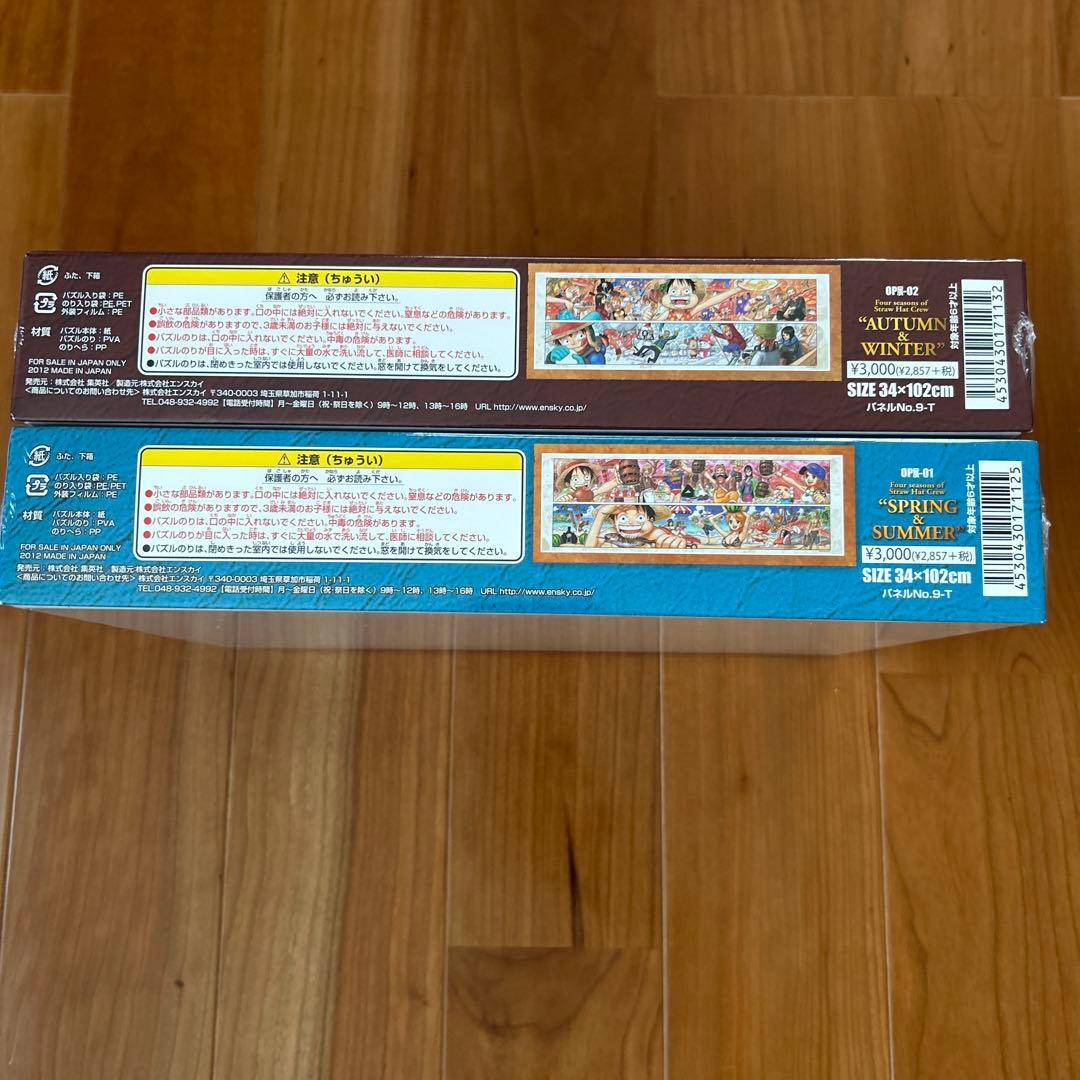 紙 ふた、下箱
プラ パズル入り袋:PE
のり入り袋:PE,PET
外装フィルム:PE
材質 パズル本体:紙
パズルのり:PVA
のりへら:PP
FOR SALE IN JAPAN ONLY
2012 MADE IN JAPAN
⚠ 注意(ちゅうい)
保護者の方へ 必ずお読み下さい。
●小さな部品類があります。口の中には絶対に入れないでください。窒息などの危険があります。
●誤飲の危険がありますので、3歳未満のお子様には絶対に与えないでください。
●パズルのりは、口の中に入れないでください。中毒の危険があります。
●パズルのりが目に入った時は、すぐに大量の水で洗い流して、医師に相談してください。
●パズルのりは、閉めきった室内では使用しないでください。窓を開けて換気をしてください。
発売元:株式会社 集英社/製造元:株式会社エンスカイ
<商品についてのお問い合わせ先> 株式会社エンスカイ 〒340-0003 埼玉県草加市稲荷 1-11-1
TEL.048-932-4992【電話受付時間】月～金曜日(祝・祭日を除く)9時～12時、13時～16時 URL http://www.ensky.co.jp/
Four seasons of
Straw Hat Crew
"AUTUMN
&
WINTER"
¥3,000(¥2,857+税)
SIZE 34×102cm
パネルNo.9-T
対象年齢6才以上
4530430171132
紙 ふた、下箱
プラ パズル入り袋:PE
のり入り袋:PE,PET
外装フィルム:PE
材質 パズル本体:紙
パズルのり:PVA
のりへら:PP
FOR SALE IN JAPAN ONLY
2012 MADE IN JAPAN
⚠ 注意(ちゅうい)
保護者の方へ 必ずお読み下さい。
●小さな部品類があります。口の中には絶対に入れないでください。窒息などの危険があります。
●誤飲の危険がありますので、3歳未満のお子様には絶対に与えないでください。
●パズルのりは、口の中に入れないでください。中毒の危険があります。
●パズルのりが目に入った時は、すぐに大量の水で洗い流して、医師に相談してください。
●パズルのりは、閉めきった室内では使用しないでください。窓を開けて換気をしてください。
発売元:株式会社 集英社/製造元:株式会社エンスカイ
<商品についてのお問い合わせ先> 株式会社エンスカイ 〒340-0003 埼玉県草加市稲荷 1-11-1
TEL.048-932-4992【電話受付時間】月～金曜日(祝・祭日を除く)9時～12時、13時～16時 URL http://www.ensky.co.jp/
Four seasons of
Straw Hat Crew
"SPRING
&
SUMMER"
¥3,000(¥2,857+税)
SIZE 34×102cm
パネルNo.9-T
対象年齢6才以上
4530430171125